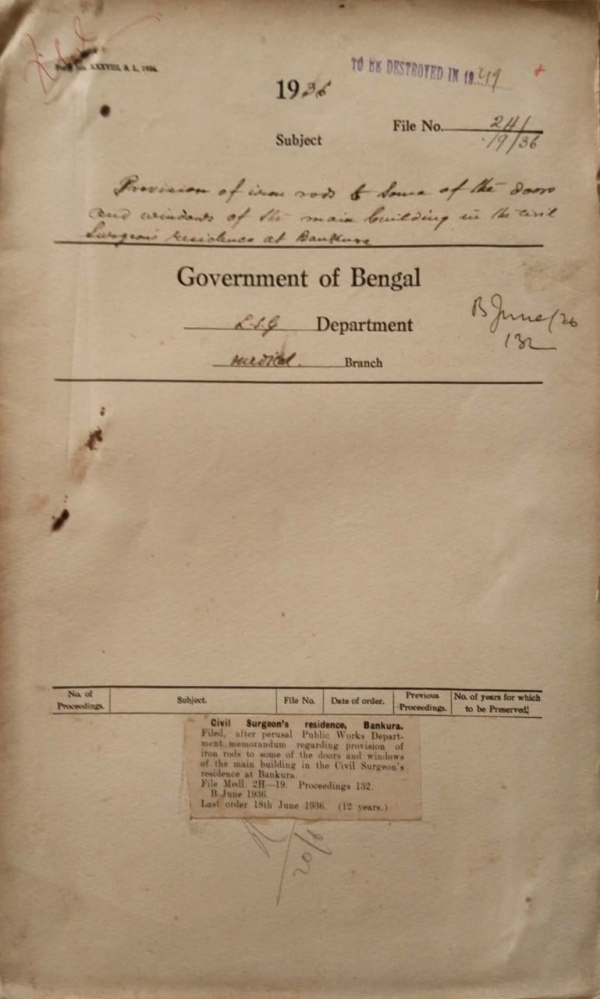 XXXVIII, B. L., 1936.
TO BE DESTROYED IN 19
1936
File No. 2H/
19/36
Subject
Provision of iron rods to some of the doors
and windows of the main building in the civil
Surgeon's residence at Bankura
Government of Bengal
L.S.G Department
B June/36
132
Medical. Branch
No. of Proceedings. Subject. File No. Date of order. Previous Proceedings. No. of years for which to be Preserved.
Civil Surgeon's residence, Bankura.
Filed, after perusal Public Works Depart-
ment memorandum regarding provision of
iron rods to some of the doors and windows
of the main building in the Civil Surgeon's
residence at Bankura.
File Medl. 2H—19. Proceedings 132.
B June 1936.
Last order 18th June 1936. (12 years.)